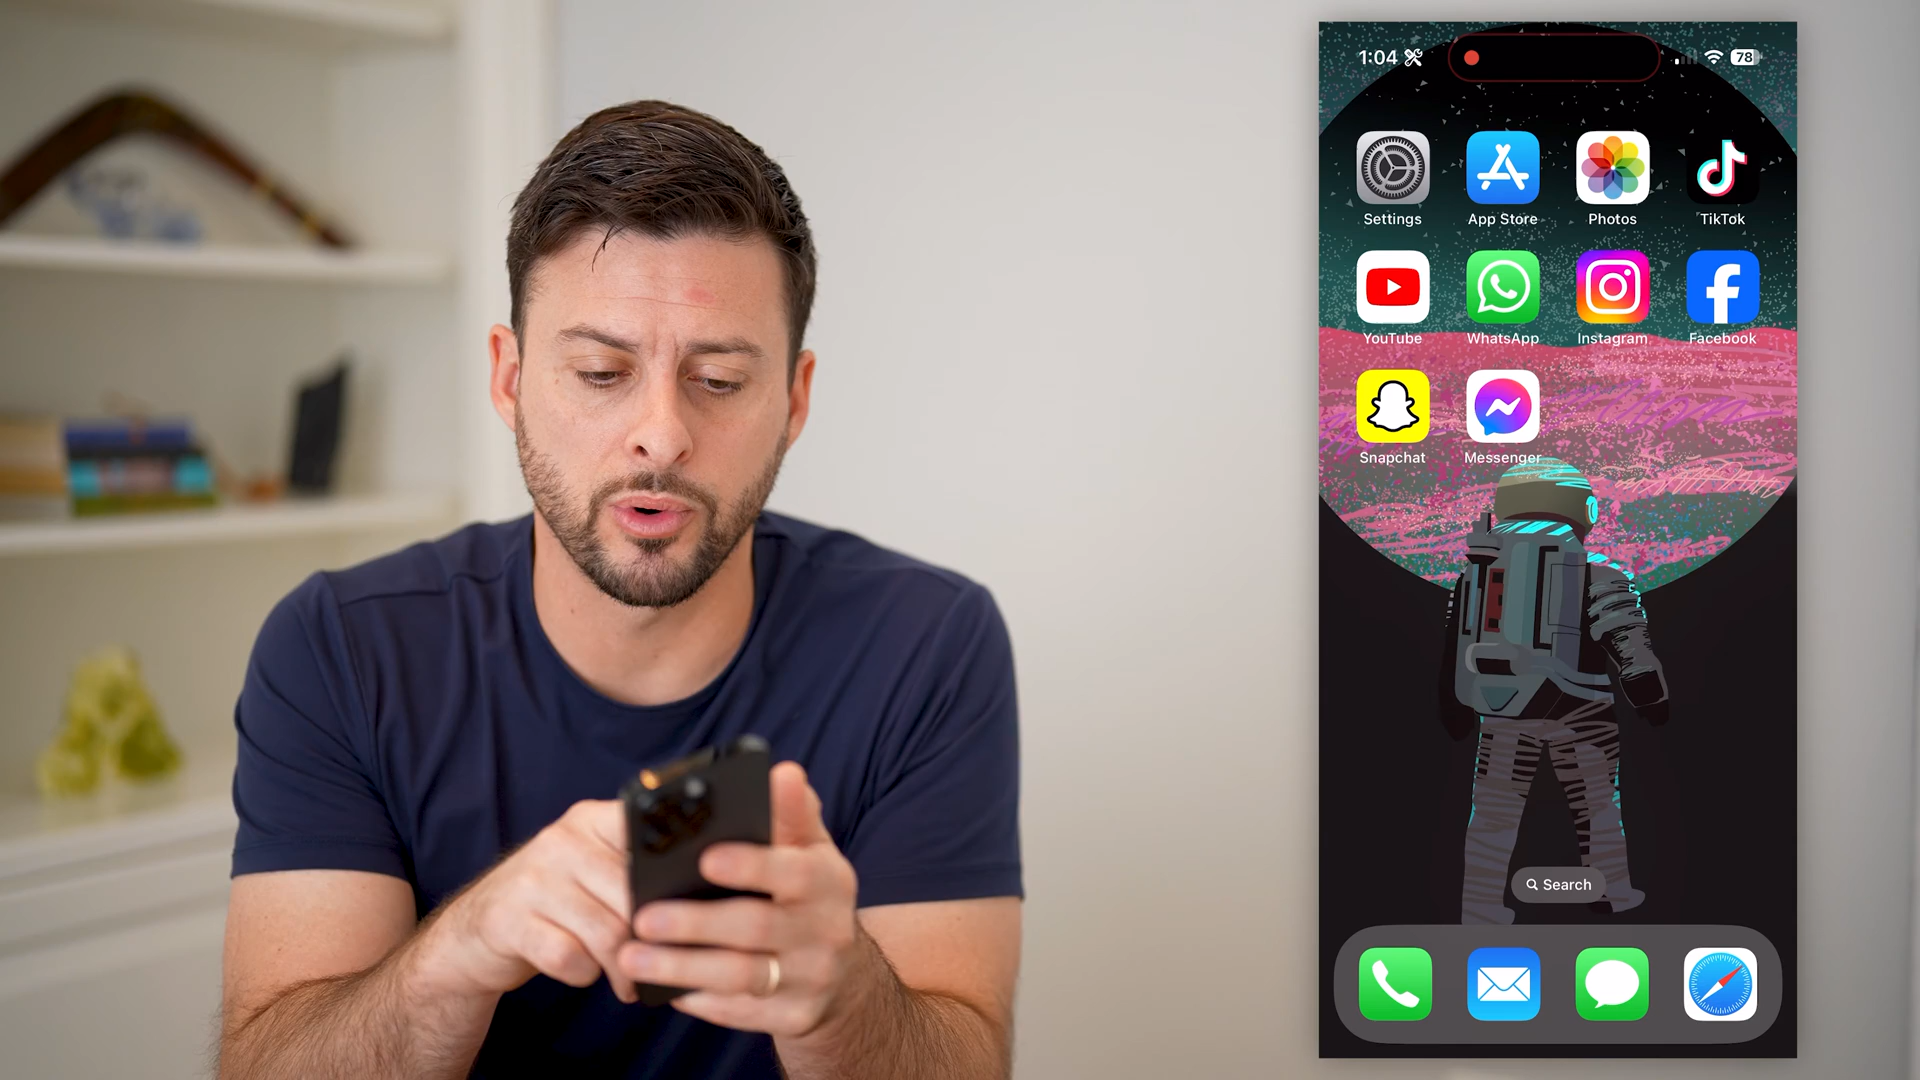 1:04 78
Settings App Store Photos TikTok
YouTube WhatsApp Instagram Facebook
Snapchat Messenger
Search